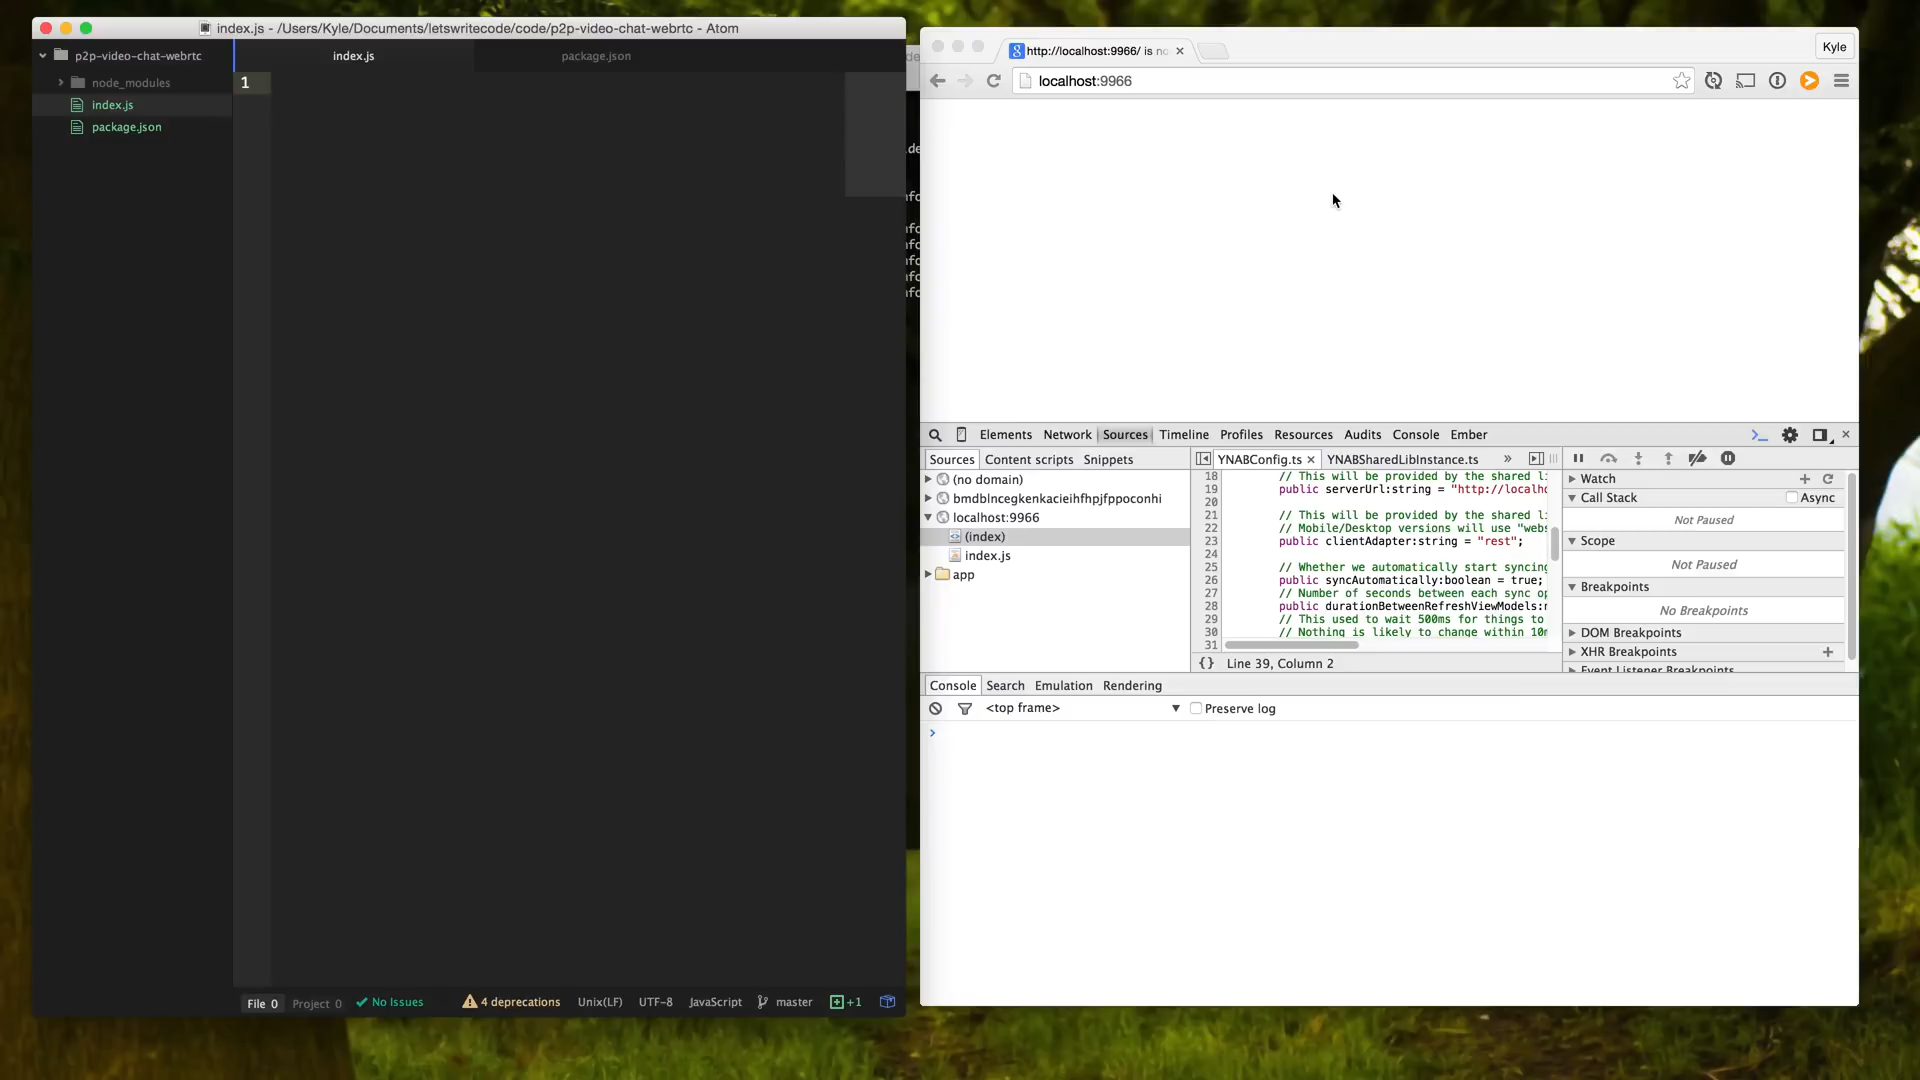 index.js - /Users/Kyle/Documents/letswritecode/code/p2p-video-chat-webrtc - Atom
p2p-video-chat-webrtc
node_modules
index.js
package.json
index.js
package.json
1
File 0
Project 0
No Issues
4 deprecations
Unix(LF)
UTF-8
JavaScript
master
+1
http://localhost:9966/ is no
Kyle
localhost:9966
Elements Network Sources Timeline Profiles Resources Audits Console Ember
Sources Content scripts Snippets
(no domain)
bmdblncegkenkacieihfhpjfppoconhi
localhost:9966
(index)
index.js
app
YNABConfig.ts
YNABSharedLibInstance.ts
18 // This will be provided by the shared li
19 public serverUrl:string = "http://localho
20
21 // This will be provided by the shared li
22 // Mobile/Desktop versions will use "webs
23 public clientAdapter:string = "rest";
24
25 // Whether we automatically start syncing
26 public syncAutomatically:boolean = true;
27 // Number of seconds between each sync op
28 public durationBetweenRefreshViewModels:n
29 // This used to wait 500ms for things to
30 // Nothing is likely to change within 10m
31
{} Line 39, Column 2
Watch
Call Stack
Async
Not Paused
Scope
Not Paused
Breakpoints
No Breakpoints
DOM Breakpoints
XHR Breakpoints
Event Listener Breakpoints
Console Search Emulation Rendering
<top frame>
Preserve log